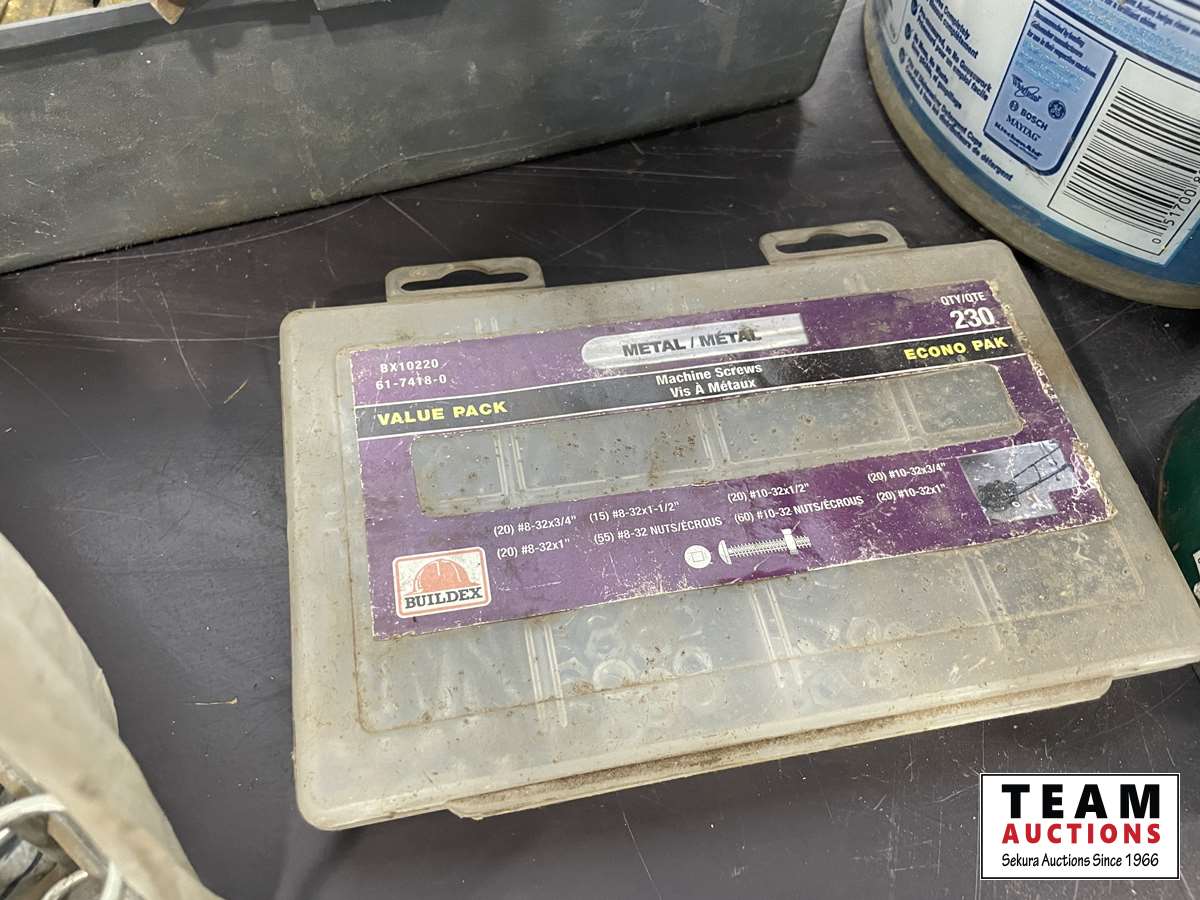 BX10220
61-7418-0
METAL / MÉTAL
QTY/QTE
230
VALUE PACK
Machine Screws
Vis À Métaux
ECONO PAK
(20) #8-32x3/4"
(20) #8-32x1"
(15) #8-32x1-1/2"
(55) #8-32 NUTS/ÉCROUS
(20) #10-32x1/2"
(60) #10-32 NUTS/ÉCROUS
(20) #10-32x3/4"
(20) #10-32x1"
BUILDEX
Whirlpool
BOSCH
MAYTAG
TEAM
AUCTIONS
Sekura Auctions Since 1966